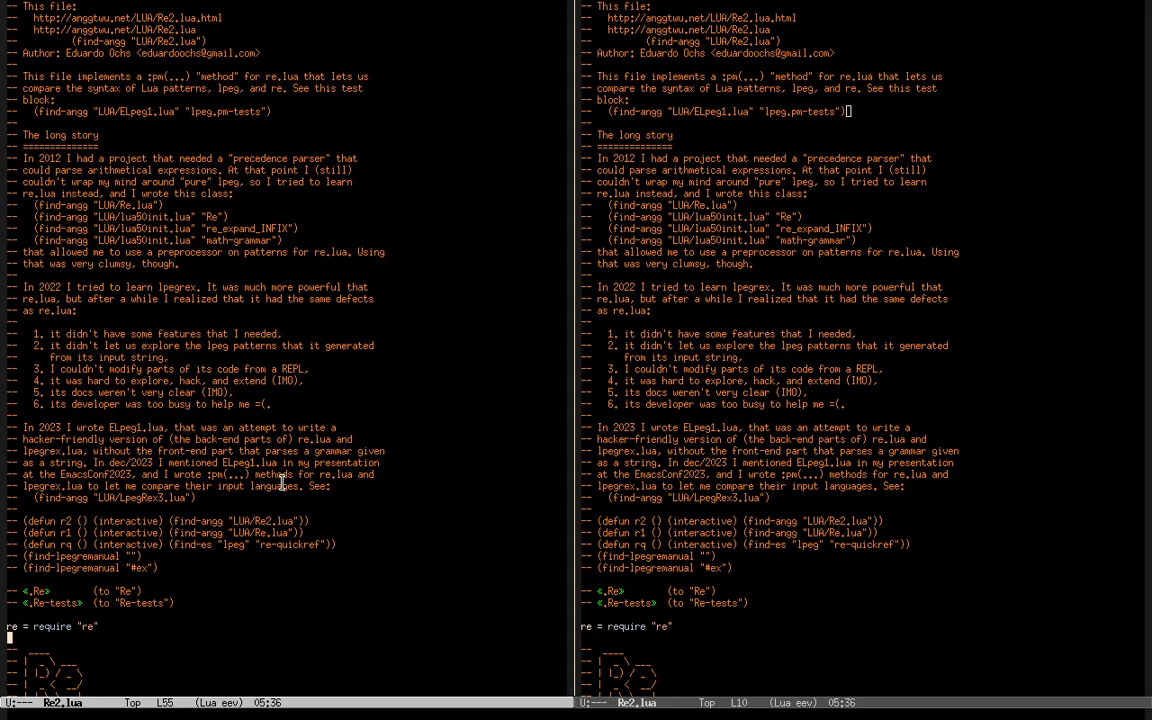 -- This file:
--   http://anggtwu.net/LUA/Re2.lua.html
--   http://anggtwu.net/LUA/Re2.lua
--          (find-angg "LUA/Re2.lua")
-- Author: Eduardo Ochs <eduardoochs@gmail.com>
--
-- This file implements a :pm(...) "method" for re.lua that lets us
-- compare the syntax of Lua patterns, lpeg, and re. See this test
-- block:
--   (find-angg "LUA/ELpeg1.lua" "lpeg.pm-tests")
--
-- The long story
-- ==============
-- In 2012 I had a project that needed a "precedence parser" that
-- could parse arithmetical expressions. At that point I (still)
-- couldn't wrap my mind around "pure" lpeg, so I tried to learn
-- re.lua instead, and I wrote this class:
--   (find-angg "LUA/Re.lua")
--   (find-angg "LUA/lua50init.lua" "Re")
--   (find-angg "LUA/lua50init.lua" "re_expand_INFIX")
--   (find-angg "LUA/lua50init.lua" "math-grammar")
-- that allowed me to use a preprocessor on patterns for re.lua. Using
-- that was very clumsy, though.
--
-- In 2022 I tried to learn lpegrex. It was much more powerful that
-- re.lua, but after a while I realized that it had the same defects
-- as re.lua:
--
--   1. it didn't have some features that I needed,
--   2. it didn't let us explore the lpeg patterns that it generated
--      from its input string,
--   3. I couldn't modify parts of its code from a REPL,
--   4. it was hard to explore, hack, and extend (IMO),
--   5. its docs weren't very clear (IMO),
--   6. its developer was too busy to help me =(.
--
-- In 2023 I wrote ELpeg1.lua, that was an attempt to write a
-- hacker-friendly version of (the back-end parts of) re.lua and
-- lpegrex.lua, without the front-end part that parses a grammar given
-- as a string. In dec/2023 I mentioned ELpeg1.lua in my presentation
-- at the EmacsConf2023, and I wrote :pm(...) methods for re.lua and
-- lpegrex.lua to let me compare their input languages. See:
--   (find-angg "LUA/LpegRex3.lua")
--
-- (defun r2 () (interactive) (find-angg "LUA/Re2.lua"))
-- (defun r1 () (interactive) (find-angg "LUA/Re.lua"))
-- (defun rq () (interactive) (find-es "lpeg" "re-quickref"))
-- (find-lpegremanual "")
-- (find-lpegremanual "#ex")

-- «.Re»        (to "Re")
-- «.Re-tests»  (to "Re-tests")

re = require "re"

--  ____
-- |  _ \ ___
-- | |_) / _ \
-- |  _ <  __/
U:---  Re2.lua        Top   L55    (Lua eev)  05:36
-- This file:
--   http://anggtwu.net/LUA/Re2.lua.html
--   http://anggtwu.net/LUA/Re2.lua
--          (find-angg "LUA/Re2.lua")
-- Author: Eduardo Ochs <eduardoochs@gmail.com>
--
-- This file implements a :pm(...) "method" for re.lua that lets us
-- compare the syntax of Lua patterns, lpeg, and re. See this test
-- block:
--   (find-angg "LUA/ELpeg1.lua" "lpeg.pm-tests")
--
-- The long story
-- ==============
-- In 2012 I had a project that needed a "precedence parser" that
-- could parse arithmetical expressions. At that point I (still)
-- couldn't wrap my mind around "pure" lpeg, so I tried to learn
-- re.lua instead, and I wrote this class:
--   (find-angg "LUA/Re.lua")
--   (find-angg "LUA/lua50init.lua" "Re")
--   (find-angg "LUA/lua50init.lua" "re_expand_INFIX")
--   (find-angg "LUA/lua50init.lua" "math-grammar")
-- that allowed me to use a preprocessor on patterns for re.lua. Using
-- that was very clumsy, though.
--
-- In 2022 I tried to learn lpegrex. It was much more powerful that
-- re.lua, but after a while I realized that it had the same defects
-- as re.lua:
--
--   1. it didn't have some features that I needed,
--   2. it didn't let us explore the lpeg patterns that it generated
--      from its input string,
--   3. I couldn't modify parts of its code from a REPL,
--   4. it was hard to explore, hack, and extend (IMO),
--   5. its docs weren't very clear (IMO),
--   6. its developer was too busy to help me =(.
--
-- In 2023 I wrote ELpeg1.lua, that was an attempt to write a
-- hacker-friendly version of (the back-end parts of) re.lua and
-- lpegrex.lua, without the front-end part that parses a grammar given
-- as a string. In dec/2023 I mentioned ELpeg1.lua in my presentation
-- at the EmacsConf2023, and I wrote :pm(...) methods for re.lua and
-- lpegrex.lua to let me compare their input languages. See:
--   (find-angg "LUA/LpegRex3.lua")
--
-- (defun r2 () (interactive) (find-angg "LUA/Re2.lua"))
-- (defun r1 () (interactive) (find-angg "LUA/Re.lua"))
-- (defun rq () (interactive) (find-es "lpeg" "re-quickref"))
-- (find-lpegremanual "")
-- (find-lpegremanual "#ex")

-- «.Re»        (to "Re")
-- «.Re-tests»  (to "Re-tests")

re = require "re"

--  ____
-- |  _ \ ___
-- | |_) / _ \
-- |  _ <  __/
U:---  Re2.lua        Top   L10    (Lua eev)  05:36